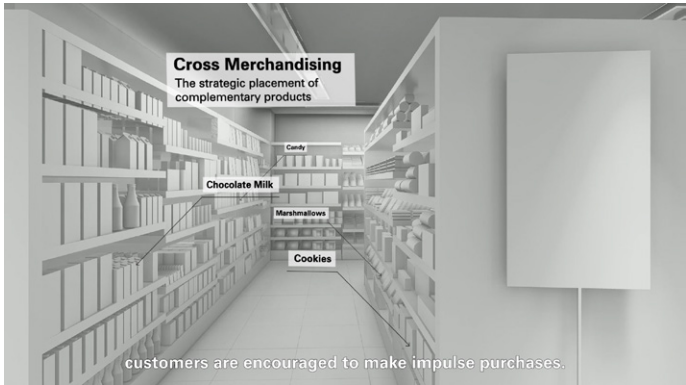 Cross Merchandising
The strategic placement of
complementary products
Candy
Chocolate Milk
Marshmallows
Cookies
customers are encouraged to make impulse purchases.